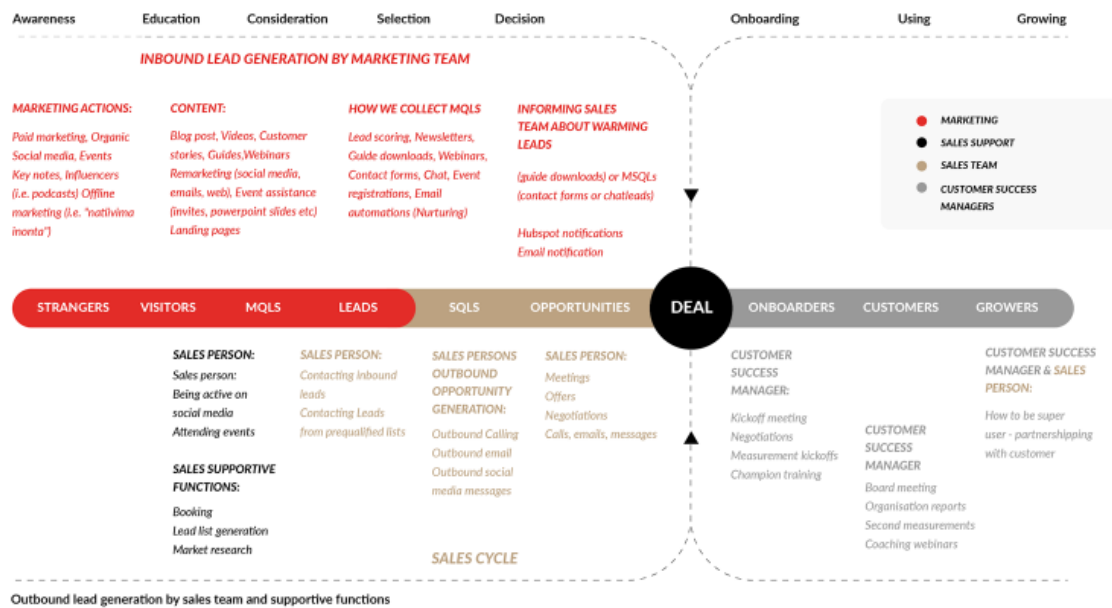 Awareness Education Consideration Selection Decision Onboarding Using Growing
INBOUND LEAD GENERATION BY MARKETING TEAM
MARKETING ACTIONS:
Paid marketing, Organic
Social media, Events
Key notes, Influencers
(i.e. podcasts) Offline
marketing (i.e. "natiivima
inonta")
CONTENT:
Blog post, Videos, Customer
stories, Guides,Webinars
Remarketing (social media,
emails, web), Event assistance
(invites, powerpoint slides etc)
Landing pages
HOW WE COLLECT MQLS
Lead scoring, Newsletters,
Guide downloads, Webinars,
Contact forms, Chat, Event
registrations, Email
automations (Nurturing)
INFORMING SALES
TEAM ABOUT WARMING
LEADS
(guide downloads) or MSQLs
(contact forms or chatleads)
Hubspot notifications
Email notification
MARKETING
SALES SUPPORT
SALES TEAM
CUSTOMER SUCCESS
MANAGERS
STRANGERS VISITORS MQLS LEADS SQLS OPPORTUNITIES DEAL ONBOARDERS CUSTOMERS GROWERS
SALES PERSON:
Sales person:
Being active on
social media
Attending events
SALES SUPPORTIVE
FUNCTIONS:
Booking
Lead list generation
Market research
SALES PERSON:
Contacting inbound
leads
Contacting Leads
from prequalified lists
SALES PERSONS
OUTBOUND
OPPORTUNITY
GENERATION:
Outbound Calling
Outbound email
Outbound social
media messages
SALES PERSON:
Meetings
Offers
Negotiations
Calls, emails, messages
SALES CYCLE
CUSTOMER
SUCCESS
MANAGER:
Kickoff meeting
Negotiations
Measurement kickoffs
Champion training
CUSTOMER
SUCCESS
MANAGER
Board meeting
Organisation reports
Second measurements
Coaching webinars
CUSTOMER SUCCESS
MANAGER & SALES
PERSON:
How to be super
user - partnershipping
with customer
Outbound lead generation by sales team and supportive functions